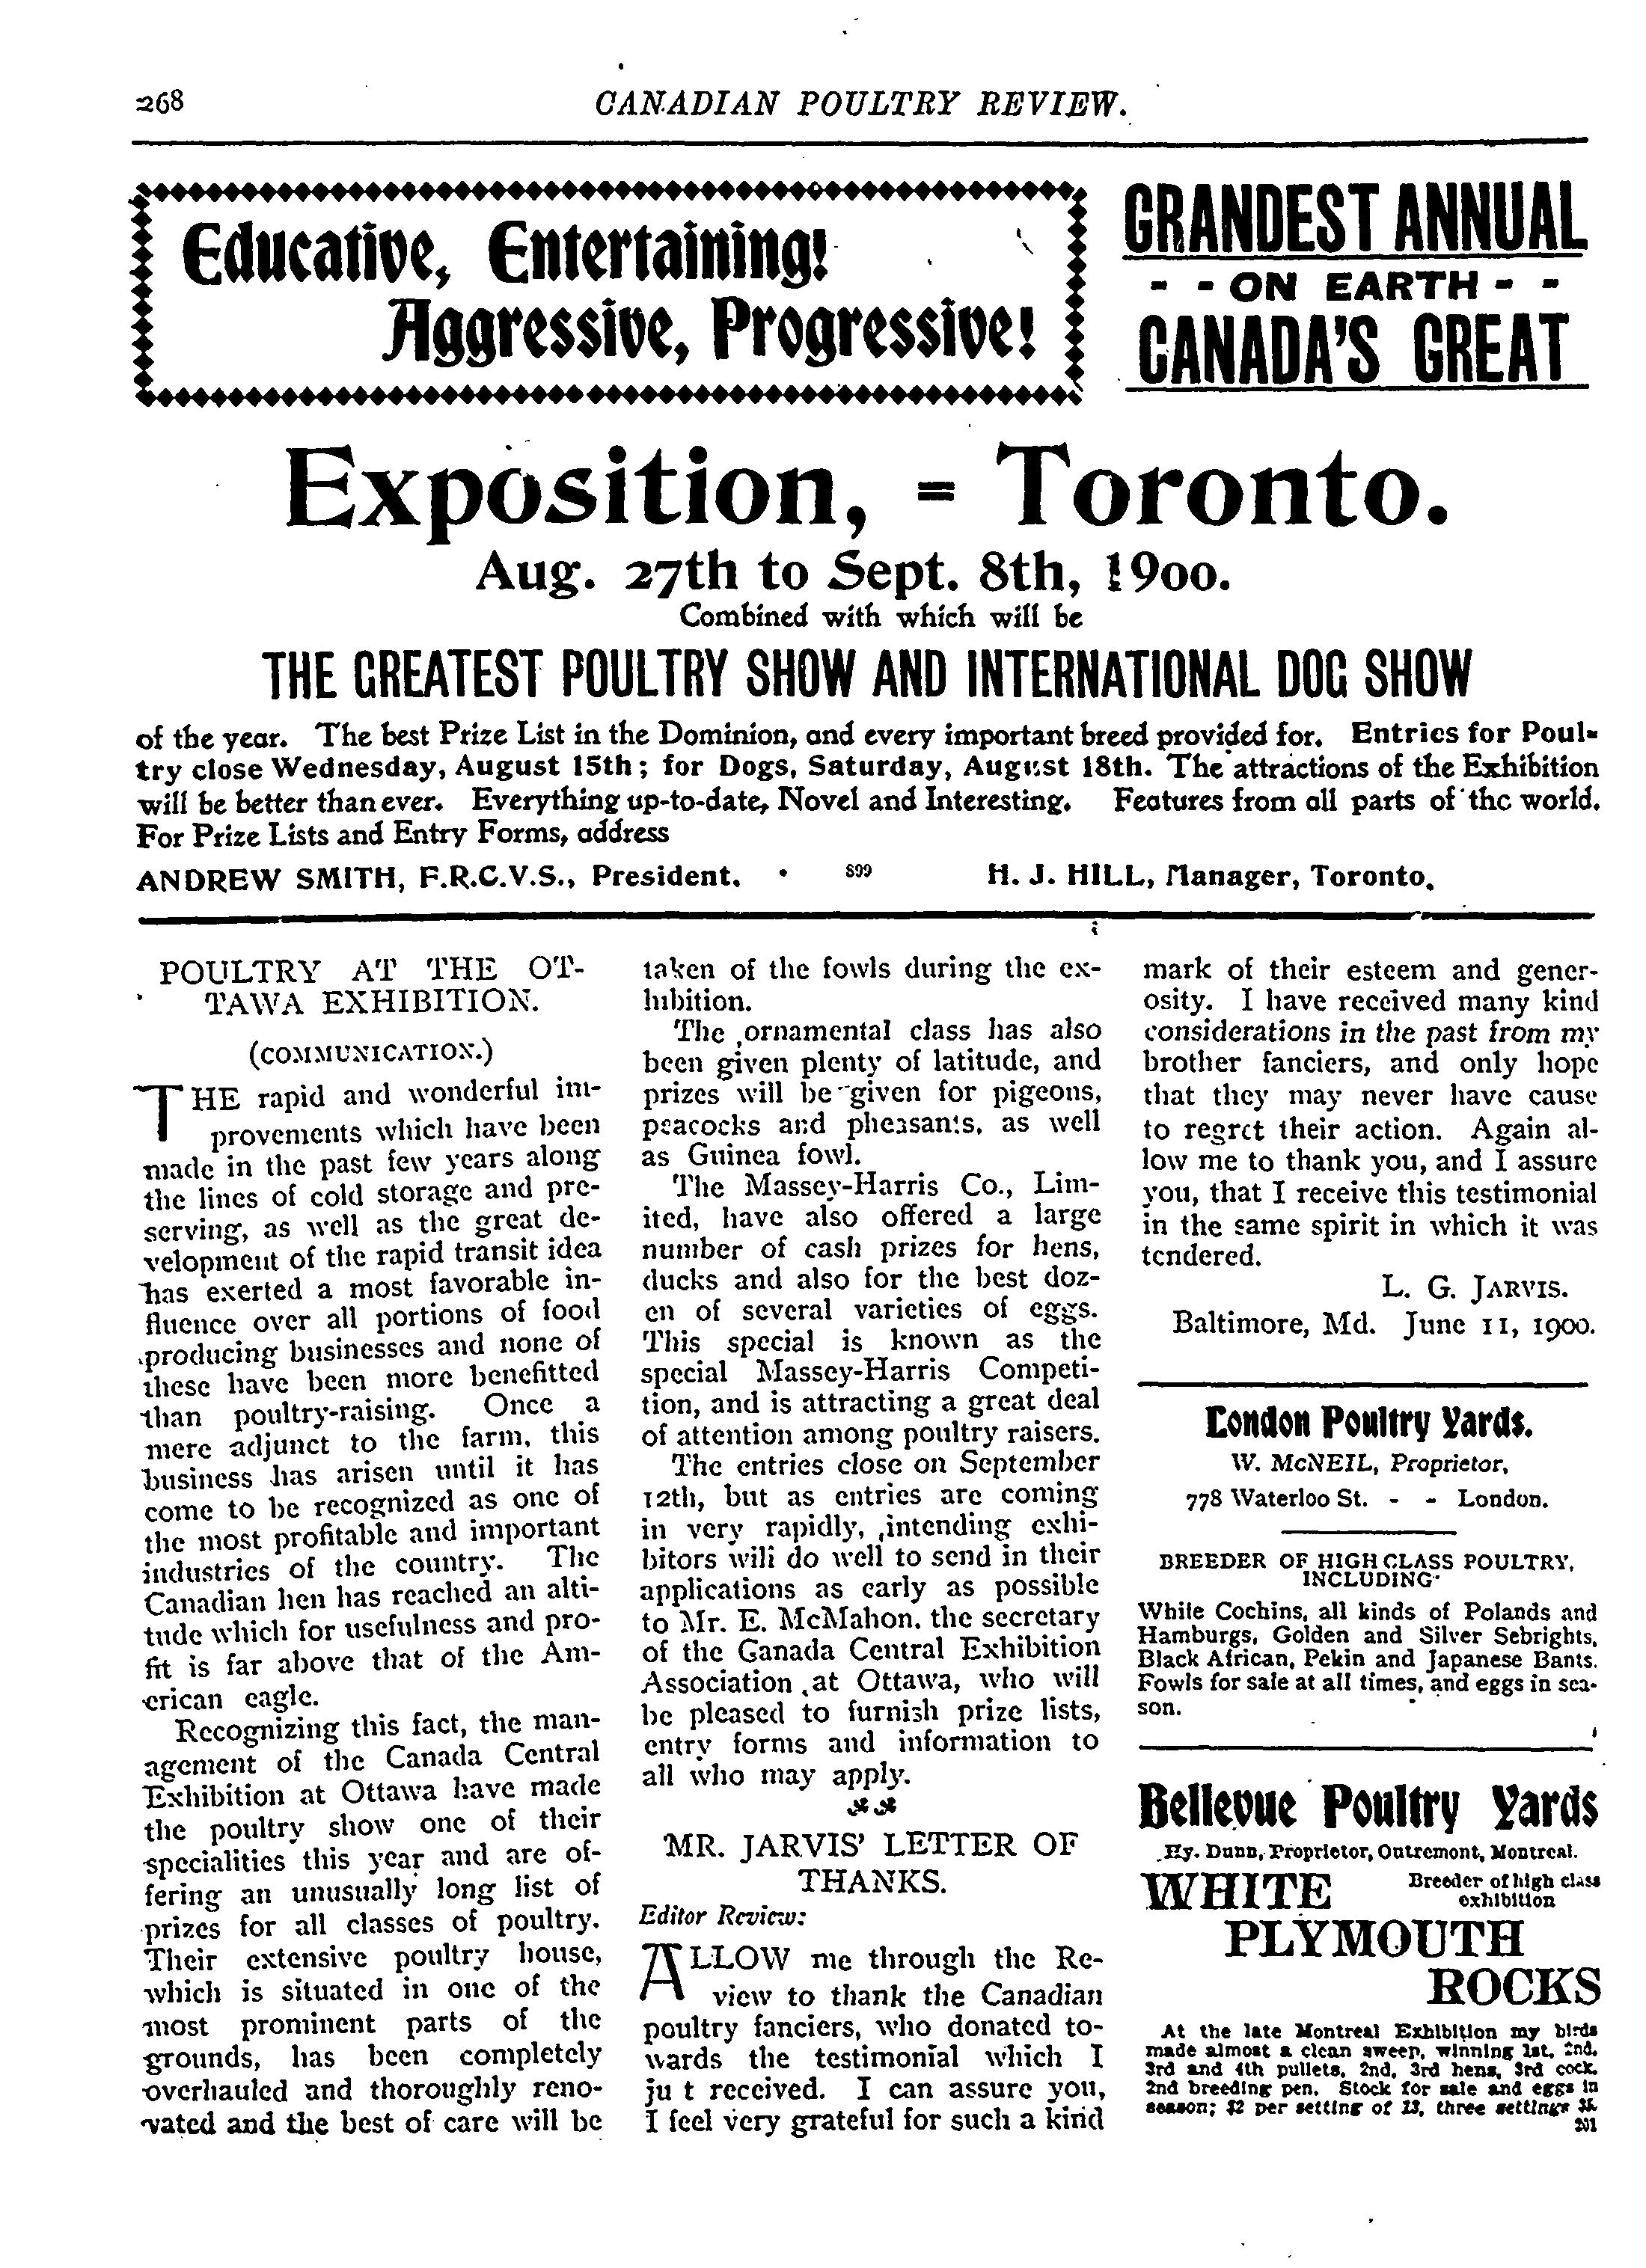 268
CANADIAN POULTRY REVIEW.
Educative, Entertaining!
Aggressive, Progressive!
GRANDEST ANNUAL
- - ON EARTH - -
CANADA'S GREAT
Exposition, = Toronto.
Aug. 27th to Sept. 8th, 1900.
Combined with which will be
THE GREATEST POULTRY SHOW AND INTERNATIONAL DOG SHOW
of the year. The best Prize List in the Dominion, and every important breed provided for. Entries for Poul-
try close Wednesday, August 15th; for Dogs, Saturday, August 18th. The attractions of the Exhibition
will be better than ever. Everything up-to-date, Novel and Interesting. Features from all parts of the world.
For Prize Lists and Entry Forms, address
ANDREW SMITH, F.R.C.V.S., President. • 899 H. J. HILL, Manager, Toronto.
POULTRY AT THE OT-
TAWA EXHIBITION.
(COMMUNICATION.)
THE rapid and wonderful im-
provements which have been
made in the past few years along
the lines of cold storage and pre-
serving, as well as the great de-
velopment of the rapid transit idea
has exerted a most favorable in-
fluence over all portions of food
producing businesses and none of
these have been more benefitted
than poultry-raising. Once a
mere adjunct to the farm, this
business has arisen until it has
come to be recognized as one of
the most profitable and important
industries of the country. The
Canadian hen has reached an alti-
tude which for usefulness and pro-
fit is far above that of the Am-
erican eagle.
Recognizing this fact, the man-
agement of the Canada Central
Exhibition at Ottawa have made
the poultry show one of their
specialities this year and are of-
fering an unusually long list of
prizes for all classes of poultry.
Their extensive poultry house,
which is situated in one of the
most prominent parts of the
grounds, has been completely
overhauled and thoroughly reno-
vated and the best of care will be
taken of the fowls during the ex-
hibition.
The ornamental class has also
been given plenty of latitude, and
prizes will be given for pigeons,
peacocks and pheasants, as well
as Guinea fowl.
The Massey-Harris Co., Lim-
ited, have also offered a large
number of cash prizes for hens,
ducks and also for the best doz-
en of several varieties of eggs.
This special is known as the
special Massey-Harris Competi-
tion, and is attracting a great deal
of attention among poultry raisers.
The entries close on September
12th, but as entries are coming
in very rapidly, intending exhi-
bitors will do well to send in their
applications as early as possible
to Mr. E. McMahon. the secretary
of the Canada Central Exhibition
Association at Ottawa, who will
be pleased to furnish prize lists,
entry forms and information to
all who may apply.
MR. JARVIS' LETTER OF
THANKS.
Editor Review:
ALLOW me through the Re-
view to thank the Canadian
poultry fanciers, who donated to-
wards the testimonial which I
ju t received. I can assure you,
I feel very grateful for such a kind
mark of their esteem and gener-
osity. I have received many kind
considerations in the past from my
brother fanciers, and only hope
that they may never have cause
to regret their action. Again al-
low me to thank you, and I assure
you, that I receive this testimonial
in the same spirit in which it was
tendered.
L. G. JARVIS.
Baltimore, Md. June 11, 1900.
London Poultry Yards.
W. McNEIL, Proprietor,
778 Waterloo St. - - London.
BREEDER OF HIGH CLASS POULTRY,
INCLUDING
White Cochins, all kinds of Polands and
Hamburgs, Golden and Silver Sebrights,
Black African, Pekin and Japanese Bants.
Fowls for sale at all times, and eggs in sea-
son.
Bellevue Poultry Yards
Hy. Dunn, Proprietor, Outremont, Montreal.
WHITE Breeder of high class
exhibition
PLYMOUTH
ROCKS
At the late Montreal Exhibition my birds
made almost a clean sweep, winning 1st, 2nd,
3rd and 4th pullets, 2nd, 3rd hens, 3rd cock.
2nd breeding pen. Stock for sale and eggs in
season; $2 per setting of 13, three settings
201